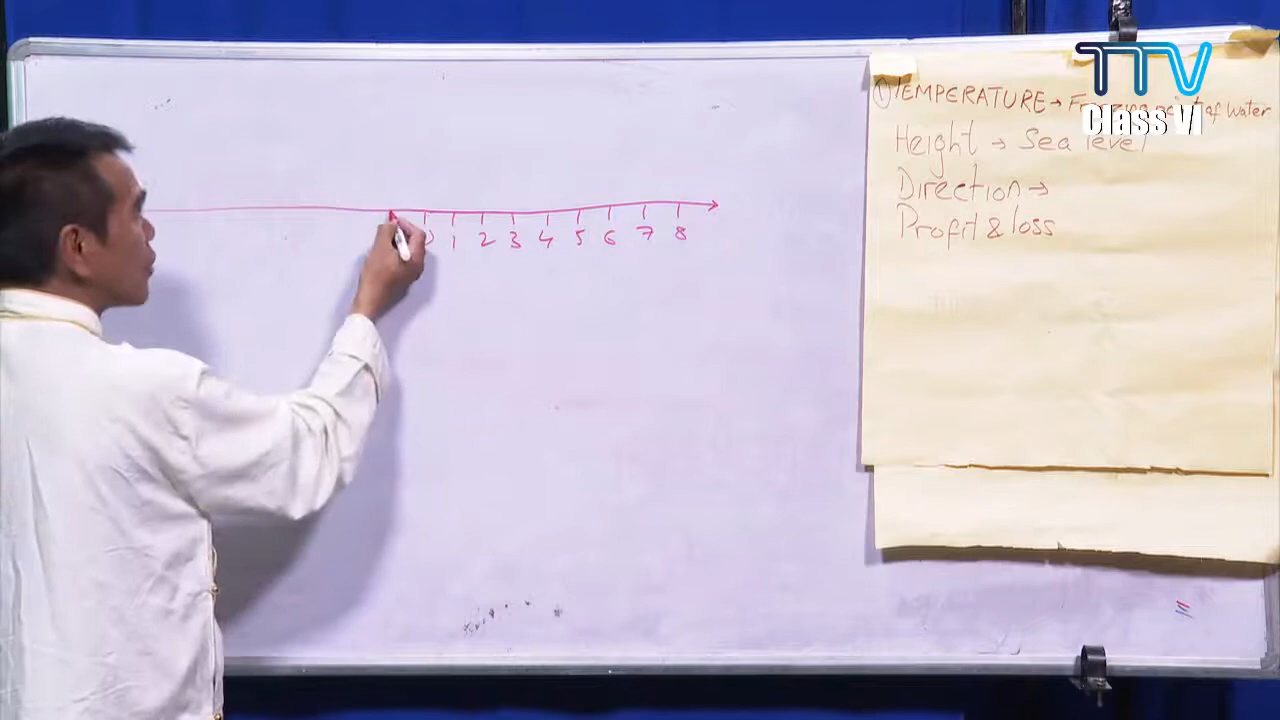 TTV
Class VI
① TEMPERATURE → Freezing point of water
Height → Sea level
Direction →
Profit & loss
0 1 2 3 4 5 6 7 8